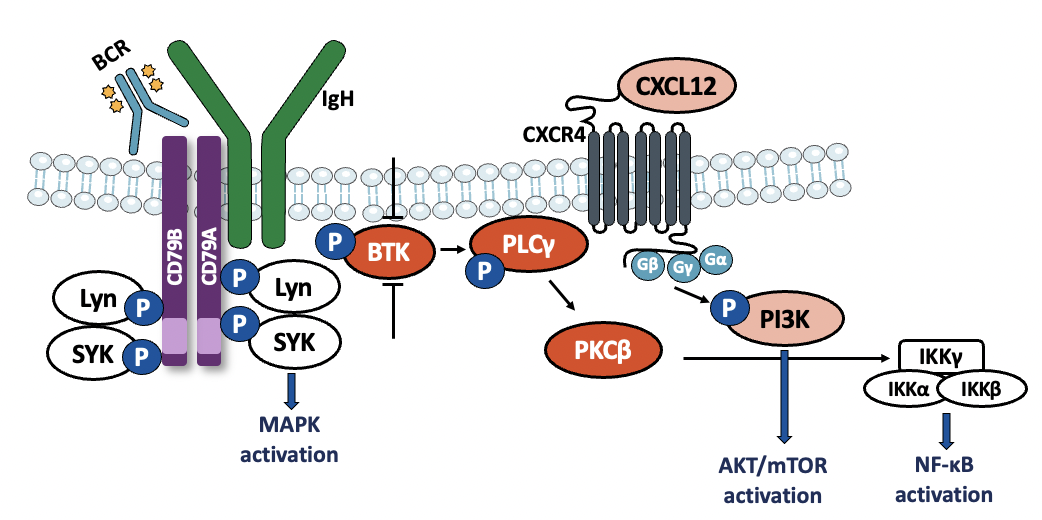 BCR
IgH
CXCL12
CXCR4
CD79B
CD79A
P
BTK
PLCγ
P
Gβ
Gγ
Gα
Lyn
P
P
Lyn
SYK
P
P
SYK
P
PI3K
PKCβ
IKKγ
IKKα
IKKβ
MAPK
activation
AKT/mTOR
activation
NF-κB
activation